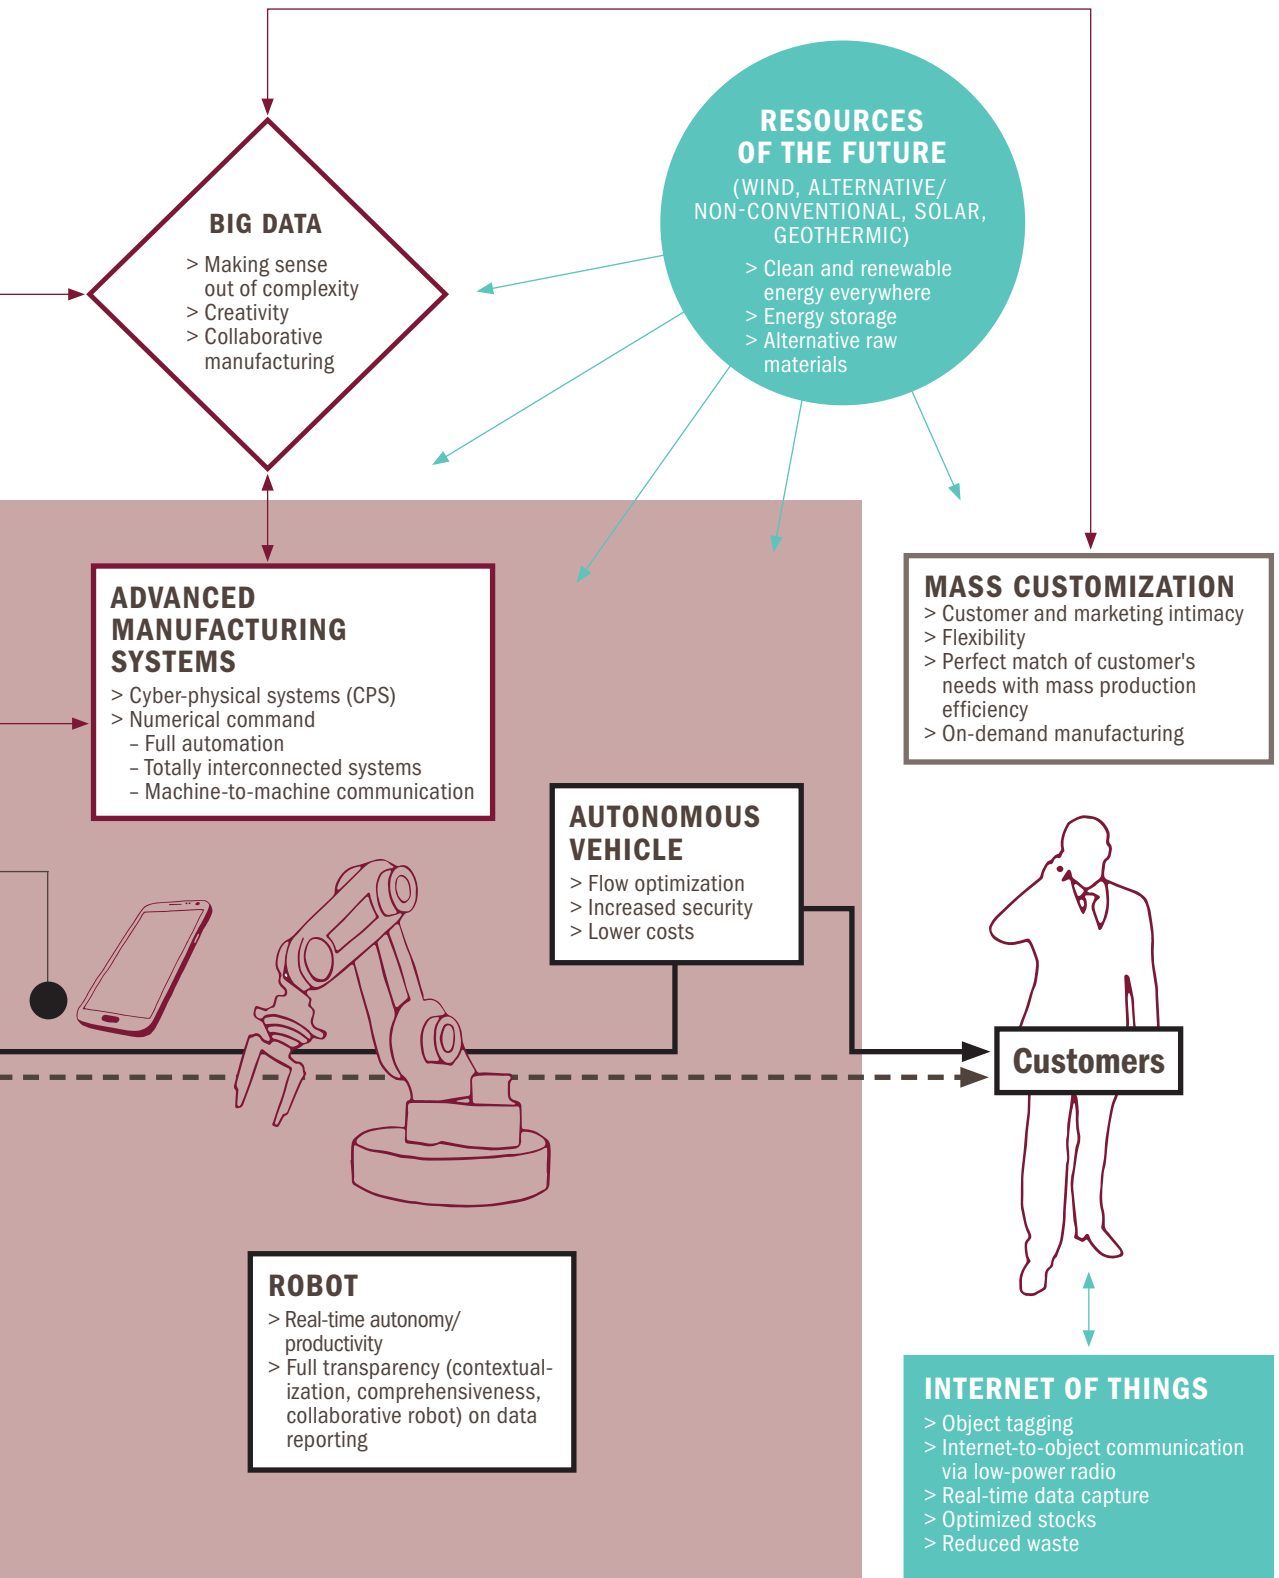 RESOURCES
OF THE FUTURE
(WIND, ALTERNATIVE/
NON-CONVENTIONAL, SOLAR,
GEOTHERMIC)
> Clean and renewable
energy everywhere
> Energy storage
> Alternative raw
materials
BIG DATA
> Making sense
out of complexity
> Creativity
> Collaborative
manufacturing
ADVANCED
MANUFACTURING
SYSTEMS
> Cyber-physical systems (CPS)
> Numerical command
– Full automation
– Totally interconnected systems
– Machine-to-machine communication
MASS CUSTOMIZATION
> Customer and marketing intimacy
> Flexibility
> Perfect match of customer's
needs with mass production
efficiency
> On-demand manufacturing
AUTONOMOUS
VEHICLE
> Flow optimization
> Increased security
> Lower costs
Customers
ROBOT
> Real-time autonomy/
productivity
> Full transparency (contextual-
ization, comprehensiveness,
collaborative robot) on data
reporting
INTERNET OF THINGS
> Object tagging
> Internet-to-object communication
via low-power radio
> Real-time data capture
> Optimized stocks
> Reduced waste